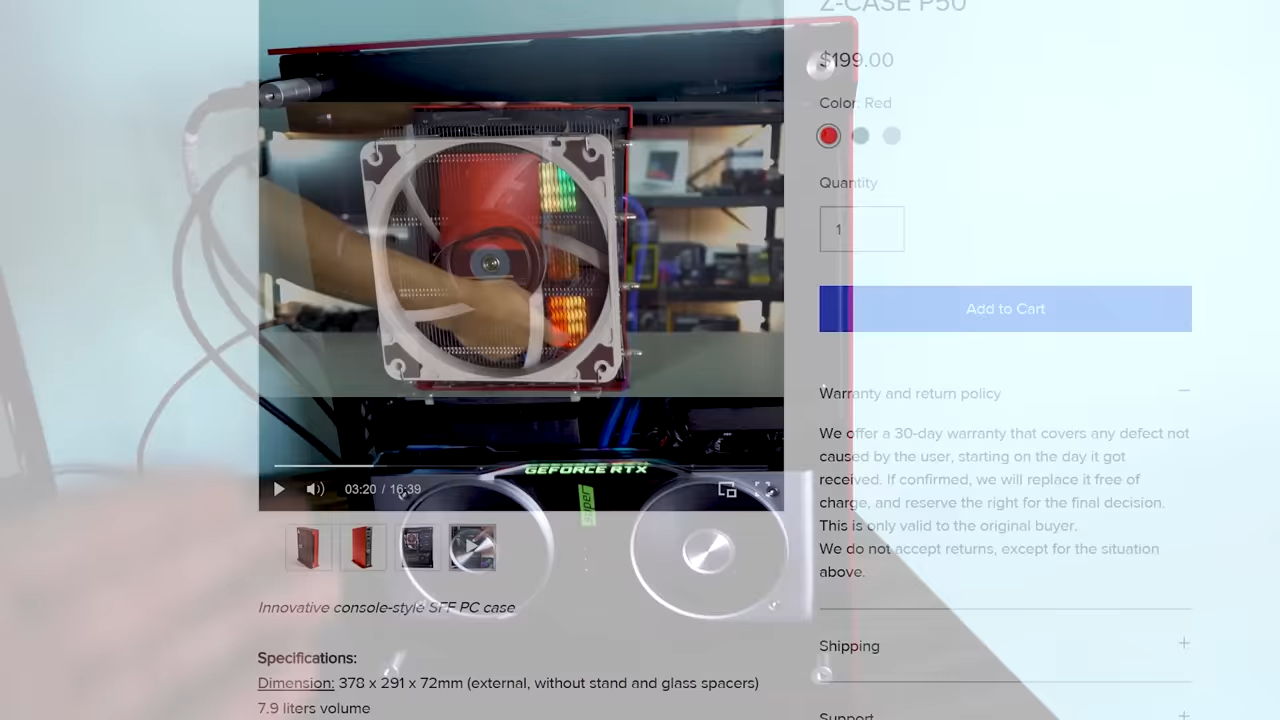 Z-CASE P50
$199.00
Color: Red
Quantity
1
Add to Cart
Warranty and return policy
We offer a 30-day warranty that covers any defect not
caused by the user, starting on the day it got
received. If confirmed, we will replace it free of
charge, and reserve the right for the final decision.
This is only valid to the original buyer.
We do not accept returns, except for the situation
above.
Shipping
Support
GEFORCE RTX
super
03:20 / 16:39
Innovative console-style SFF PC case
Specifications:
Dimension: 378 x 291 x 72mm (external, without stand and glass spacers)
7.9 liters volume